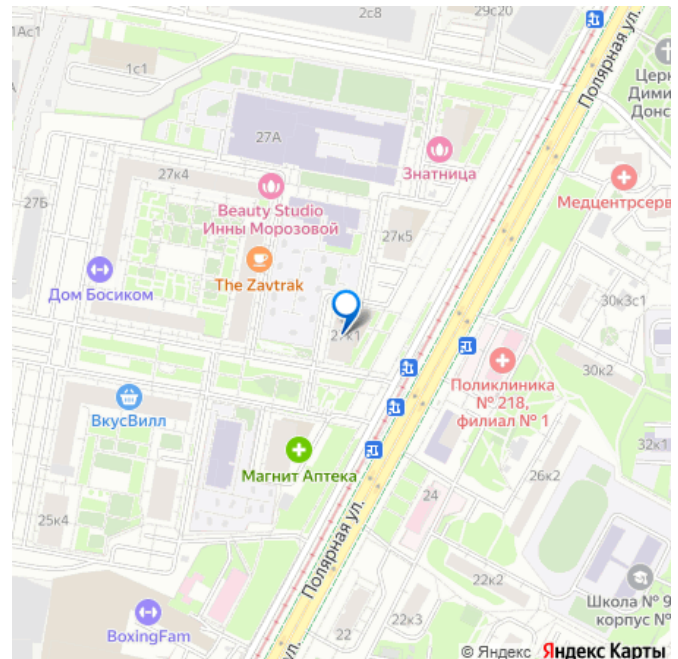 2с8
29с20
1Ас1
1с1
Полярная ул.
Церк
Дими
Донс
27А
Знатница
Медцентрсерв
27к4
27Б
Beauty Studio
Инны Морозовой
27к5
The Zavtrak
Дом Босиком
30к3с1
27к1
30к2
Поликлиника
№ 218,
филиал № 1
ВкусВилл
32к1
Магнит Аптека
26к2
24
25к4
Полярная ул.
22к2
Школа № 9
корпус №
BoxingFam
22
22к3
ул.
© Яндекс Яндекс Карты